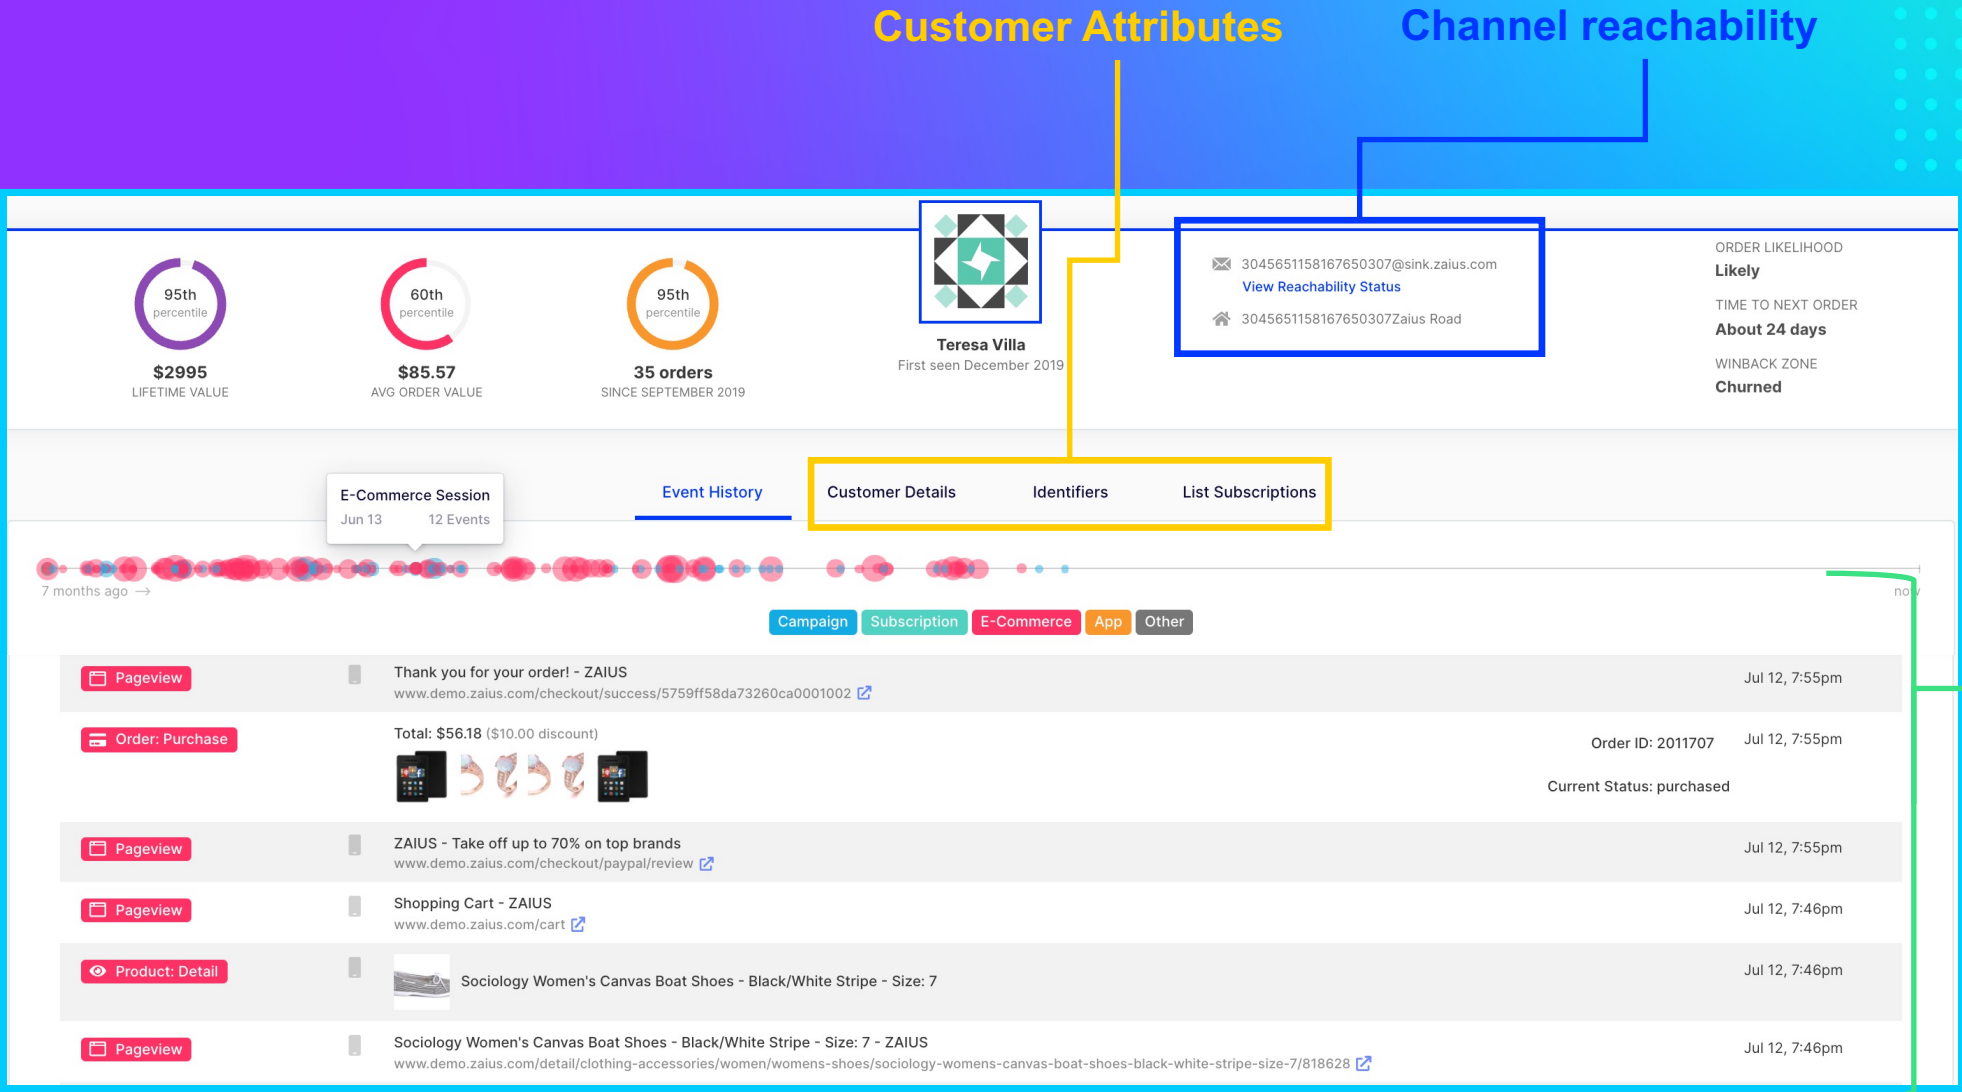 Customer Attributes
Channel reachability
95th
percentile
$2995
LIFETIME VALUE
60th
percentile
$85.57
AVG ORDER VALUE
95th
percentile
35 orders
SINCE SEPTEMBER 2019
Teresa Villa
First seen December 2019
3045651158167650307@sink.zaius.com
View Reachability Status
3045651158167650307Zaius Road
ORDER LIKELIHOOD
Likely
TIME TO NEXT ORDER
About 24 days
WINBACK ZONE
Churned
E-Commerce Session
Jun 13 12 Events
Event History Customer Details Identifiers List Subscriptions
7 months ago →
now
Campaign Subscription E-Commerce App Other
Pageview
Thank you for your order! - ZAIUS
www.demo.zaius.com/checkout/success/5759ff58da73260ca0001002
Jul 12, 7:55pm
Order: Purchase
Total: $56.18 ($10.00 discount)
Order ID: 2011707
Jul 12, 7:55pm
Current Status: purchased
Pageview
ZAIUS - Take off up to 70% on top brands
www.demo.zaius.com/checkout/paypal/review
Jul 12, 7:55pm
Pageview
Shopping Cart - ZAIUS
www.demo.zaius.com/cart
Jul 12, 7:46pm
Product: Detail
Sociology Women's Canvas Boat Shoes - Black/White Stripe - Size: 7
Jul 12, 7:46pm
Pageview
Sociology Women's Canvas Boat Shoes - Black/White Stripe - Size: 7 - ZAIUS
www.demo.zaius.com/detail/clothing-accessories/women/womens-shoes/sociology-womens-canvas-boat-shoes-black-white-stripe-size-7/818628
Jul 12, 7:46pm